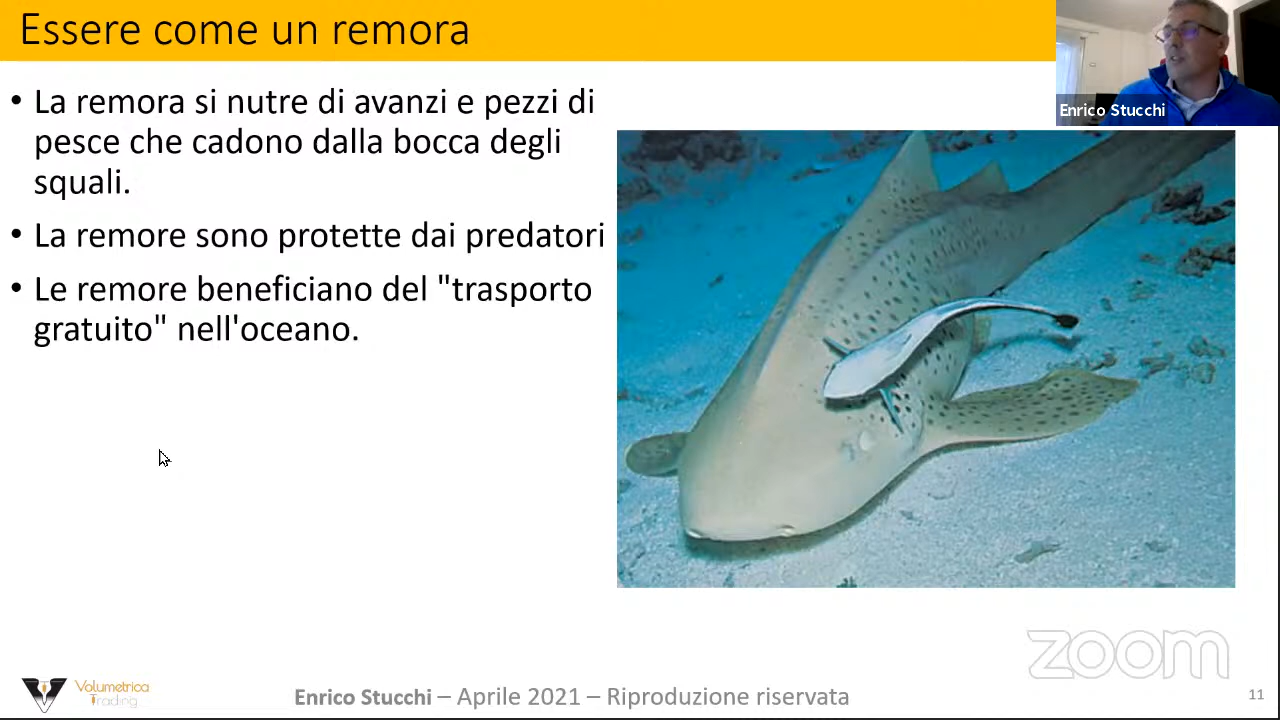 Essere come un remora
Enrico Stucchi
• La remora si nutre di avanzi e pezzi di
pesce che cadono dalla bocca degli
squali.
• La remore sono protette dai predatori
• Le remore beneficiano del "trasporto
gratuito" nell'oceano.
zoom
Volumetrica
Trading
Enrico Stucchi – Aprile 2021 – Riproduzione riservata
11